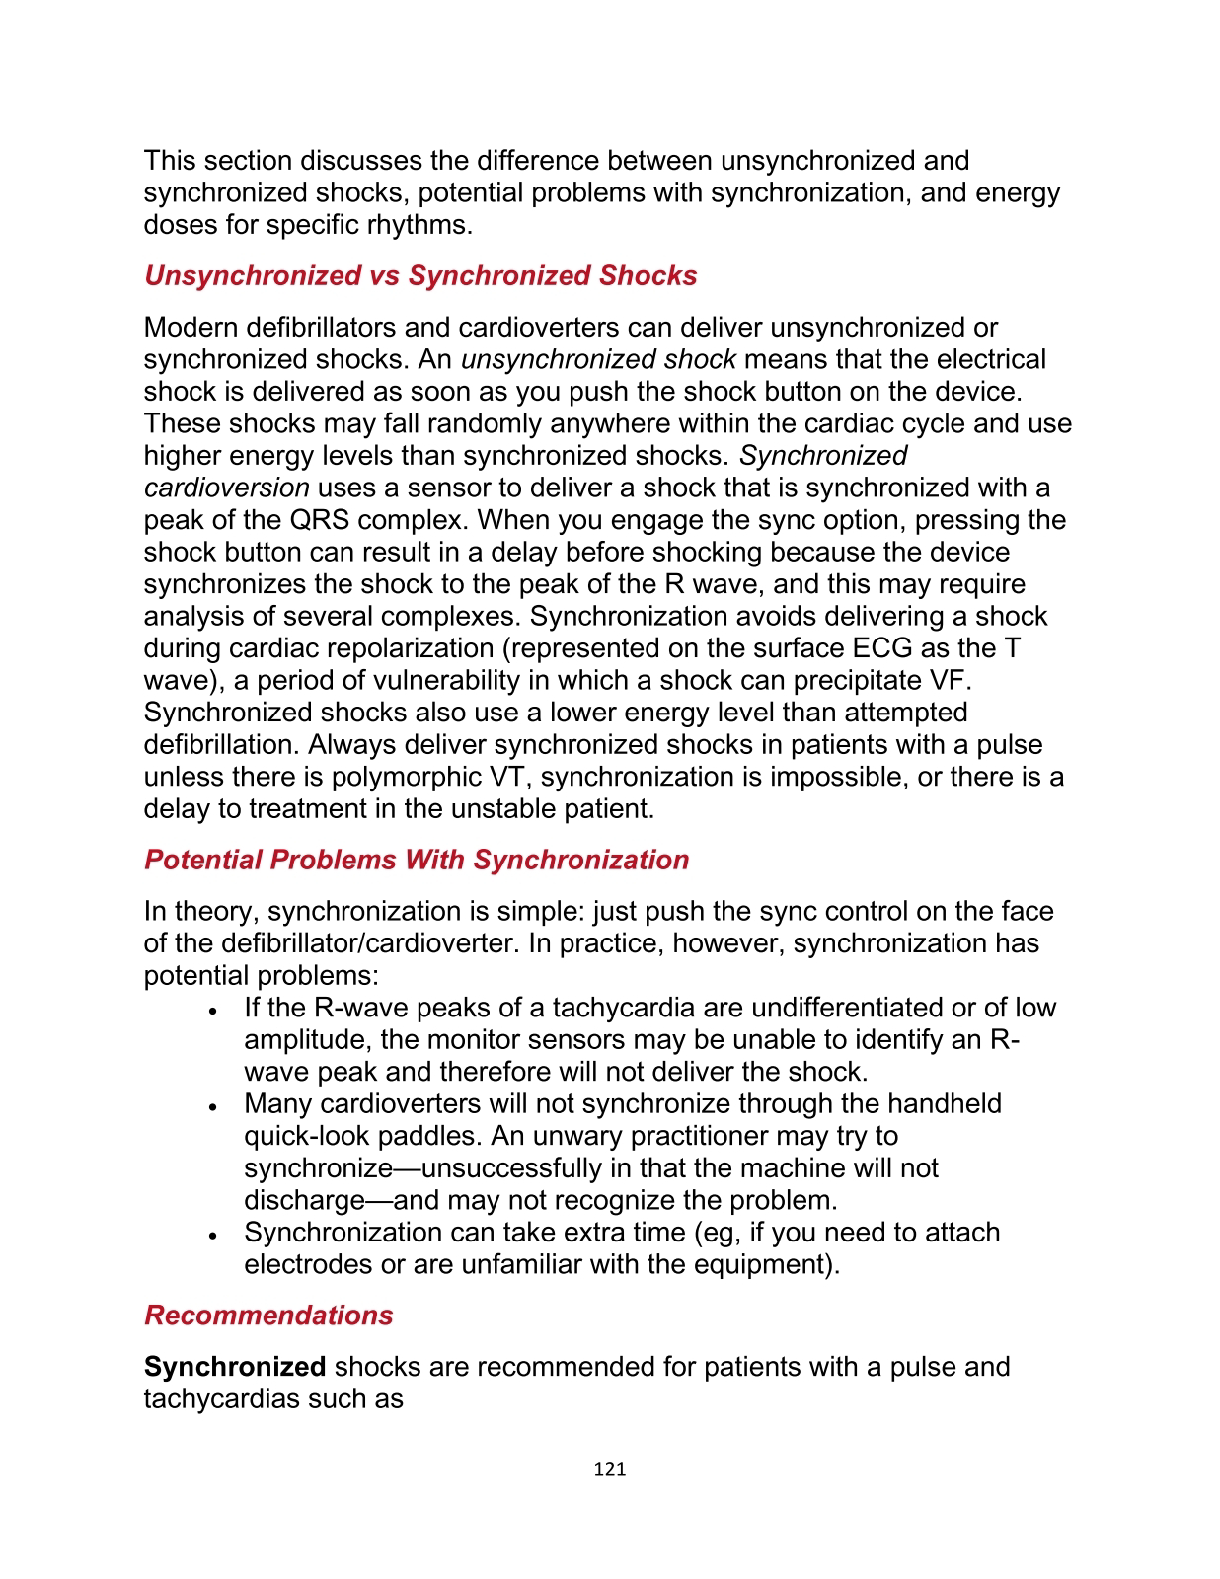 This section discusses the difference between unsynchronized and
synchronized shocks, potential problems with synchronization, and energy
doses for specific rhythms.
Unsynchronized vs Synchronized Shocks
Modern defibrillators and cardioverters can deliver unsynchronized or
synchronized shocks. An unsynchronized shock means that the electrical
shock is delivered as soon as you push the shock button on the device.
These shocks may fall randomly anywhere within the cardiac cycle and use
higher energy levels than synchronized shocks. Synchronized
cardioversion uses a sensor to deliver a shock that is synchronized with a
peak of the QRS complex. When you engage the sync option, pressing the
shock button can result in a delay before shocking because the device
synchronizes the shock to the peak of the R wave, and this may require
analysis of several complexes. Synchronization avoids delivering a shock
during cardiac repolarization (represented on the surface ECG as the T
wave), a period of vulnerability in which a shock can precipitate VF.
Synchronized shocks also use a lower energy level than attempted
defibrillation. Always deliver synchronized shocks in patients with a pulse
unless there is polymorphic VT, synchronization is impossible, or there is a
delay to treatment in the unstable patient.
Potential Problems With Synchronization
In theory, synchronization is simple: just push the sync control on the face
of the defibrillator/cardioverter. In practice, however, synchronization has
potential problems:
• If the R-wave peaks of a tachycardia are undifferentiated or of low
amplitude, the monitor sensors may be unable to identify an R-
wave peak and therefore will not deliver the shock.
• Many cardioverters will not synchronize through the handheld
quick-look paddles. An unwary practitioner may try to
synchronize—unsuccessfully in that the machine will not
discharge—and may not recognize the problem.
• Synchronization can take extra time (eg, if you need to attach
electrodes or are unfamiliar with the equipment).
Recommendations
Synchronized shocks are recommended for patients with a pulse and
tachycardias such as
121